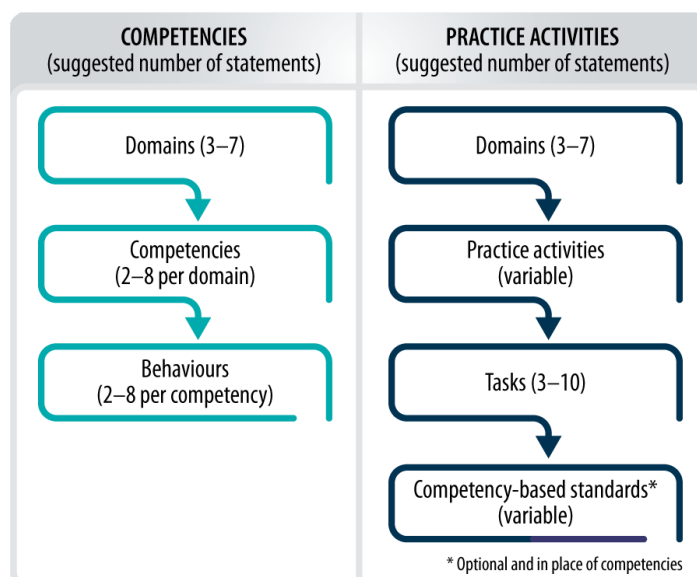 COMPETENCIES
(suggested number of statements)
Domains (3–7)
Competencies
(2–8 per domain)
Behaviours
(2–8 per competency)
PRACTICE ACTIVITIES
(suggested number of statements)
Domains (3–7)
Practice activities
(variable)
Tasks (3–10)
Competency-based standards*
(variable)
* Optional and in place of competencies